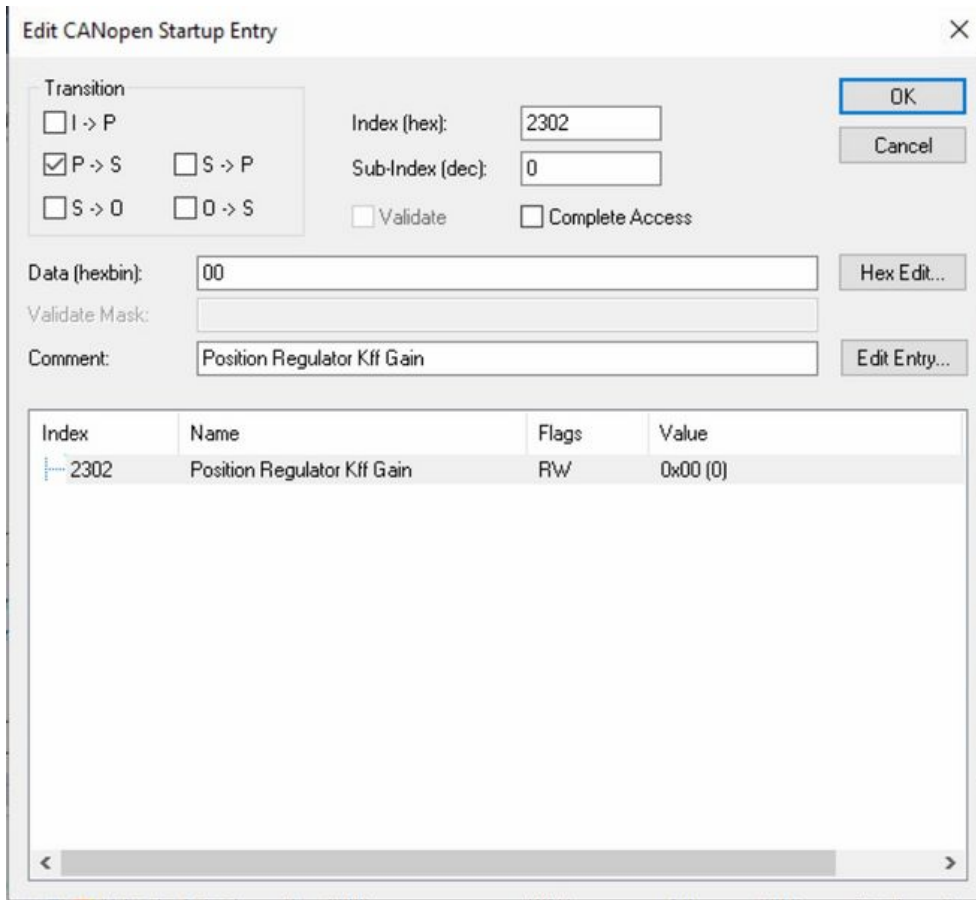 Edit CANopen Startup Entry
Transition
I -> P
P -> S
S -> P
S -> O
O -> S
Index (hex):
2302
Sub-Index (dec):
0
Validate
Complete Access
OK
Cancel
Data (hexbin):
00
Hex Edit...
Validate Mask:
Comment:
Position Regulator Kff Gain
Edit Entry...
Index Name Flags Value
2302 Position Regulator Kff Gain RW 0x00 (0)